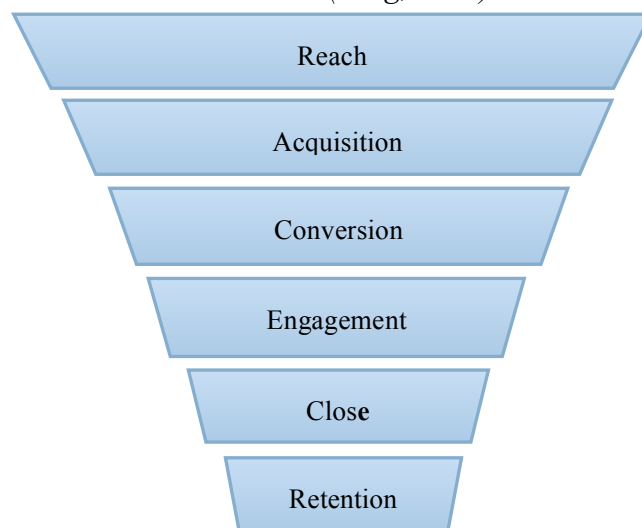 Reach
Acquisition
Conversion
Engagement
Close
Retention